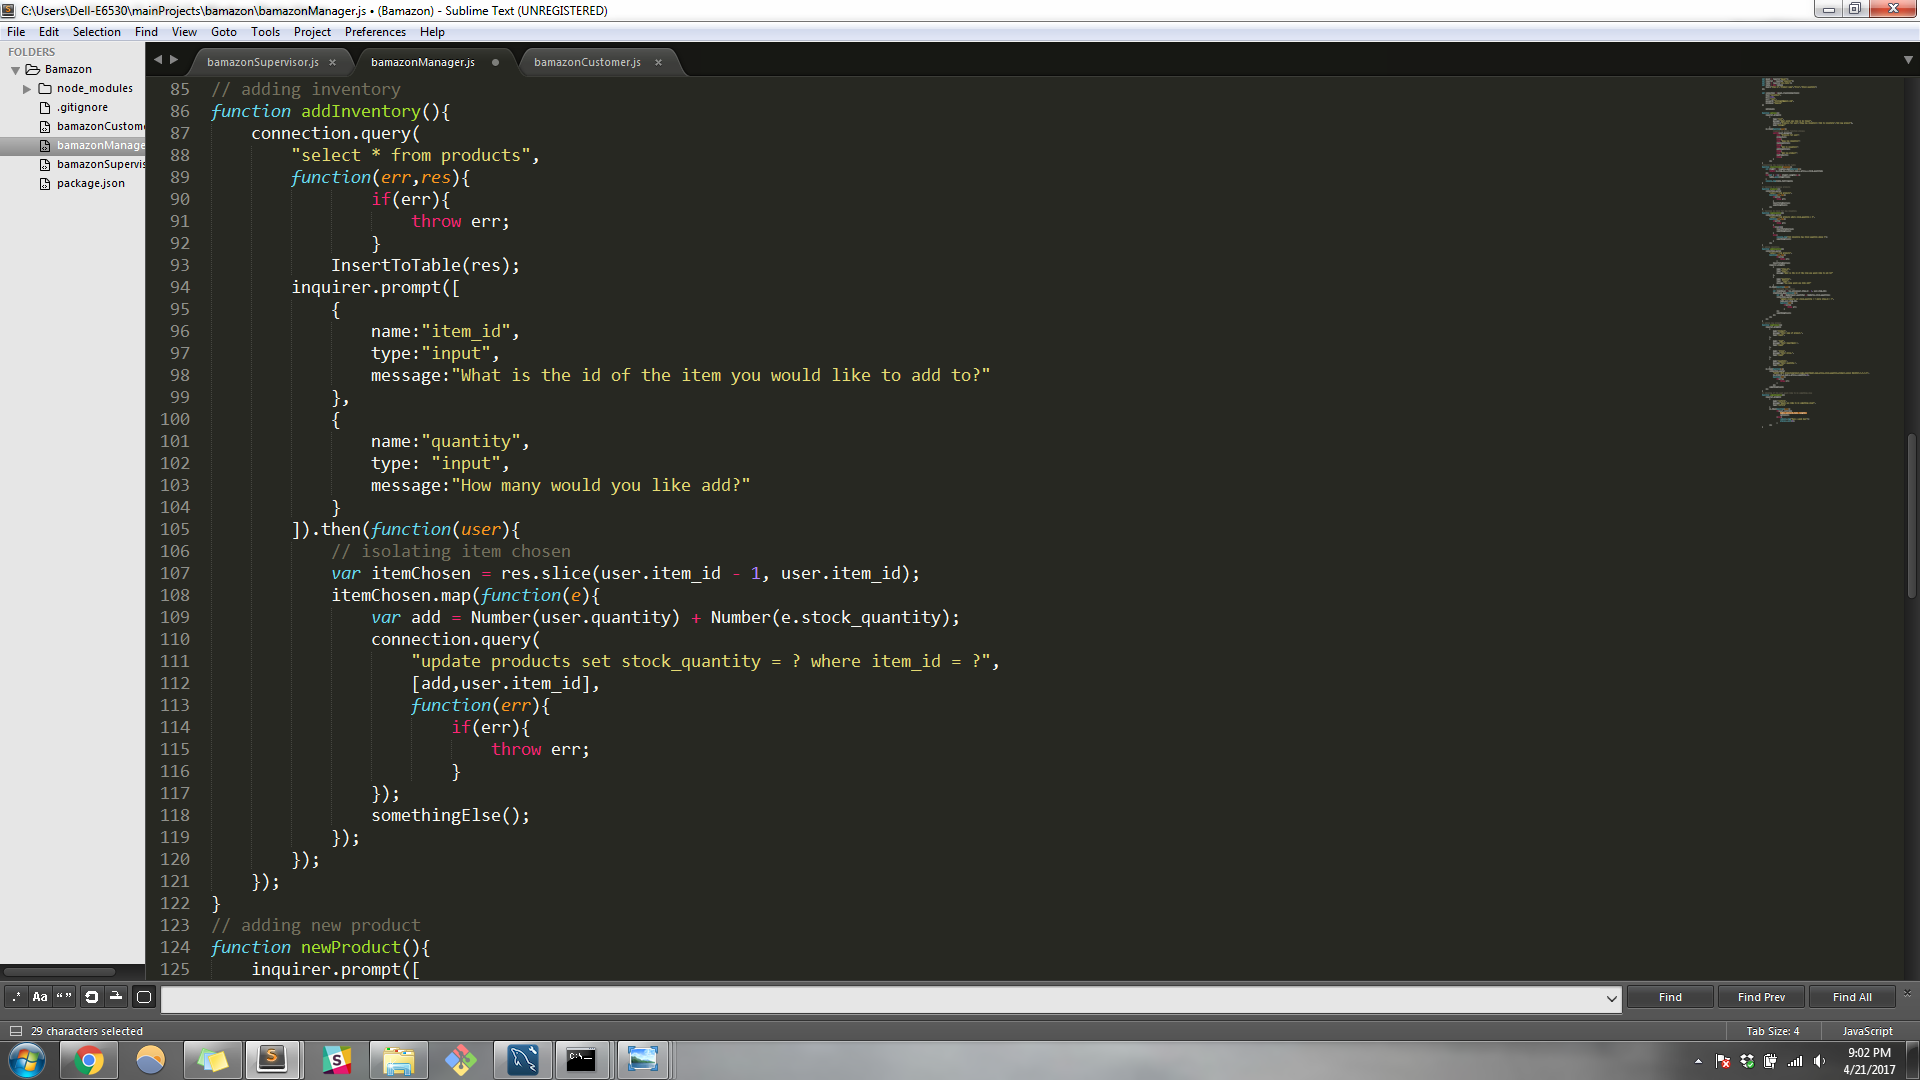 C:\Users\Dell-E6530\mainProjects\bamazon\bamazonManager.js • (Bamazon) - Sublime Text (UNREGISTERED)
File Edit Selection Find View Goto Tools Project Preferences Help
FOLDERS
Bamazon
node_modules
.gitignore
bamazonCustome
bamazonManage
bamazonSupervis
package.json
bamazonSupervisor.js × bamazonManager.js • bamazonCustomer.js ×
85 // adding inventory
86 function addInventory(){
87 connection.query(
88 "select * from products",
89 function(err,res){
90 if(err){
91 throw err;
92 }
93 InsertToTable(res);
94 inquirer.prompt([
95 {
96 name:"item_id",
97 type:"input",
98 message:"What is the id of the item you would like to add to?"
99 },
100 {
101 name:"quantity",
102 type: "input",
103 message:"How many would you like add?"
104 }
105 ]).then(function(user){
106 // isolating item chosen
107 var itemChosen = res.slice(user.item_id - 1, user.item_id);
108 itemChosen.map(function(e){
109 var add = Number(user.quantity) + Number(e.stock_quantity);
110 connection.query(
111 "update products set stock_quantity = ? where item_id = ?",
112 [add,user.item_id],
113 function(err){
114 if(err){
115 throw err;
116 }
117 });
118 somethingElse();
119 });
120 });
121 });
122 }
123 // adding new product
124 function newProduct(){
125 inquirer.prompt([
.* Aa “ ” Find Find Prev Find All
29 characters selected Tab Size: 4 JavaScript
9:02 PM
4/21/2017